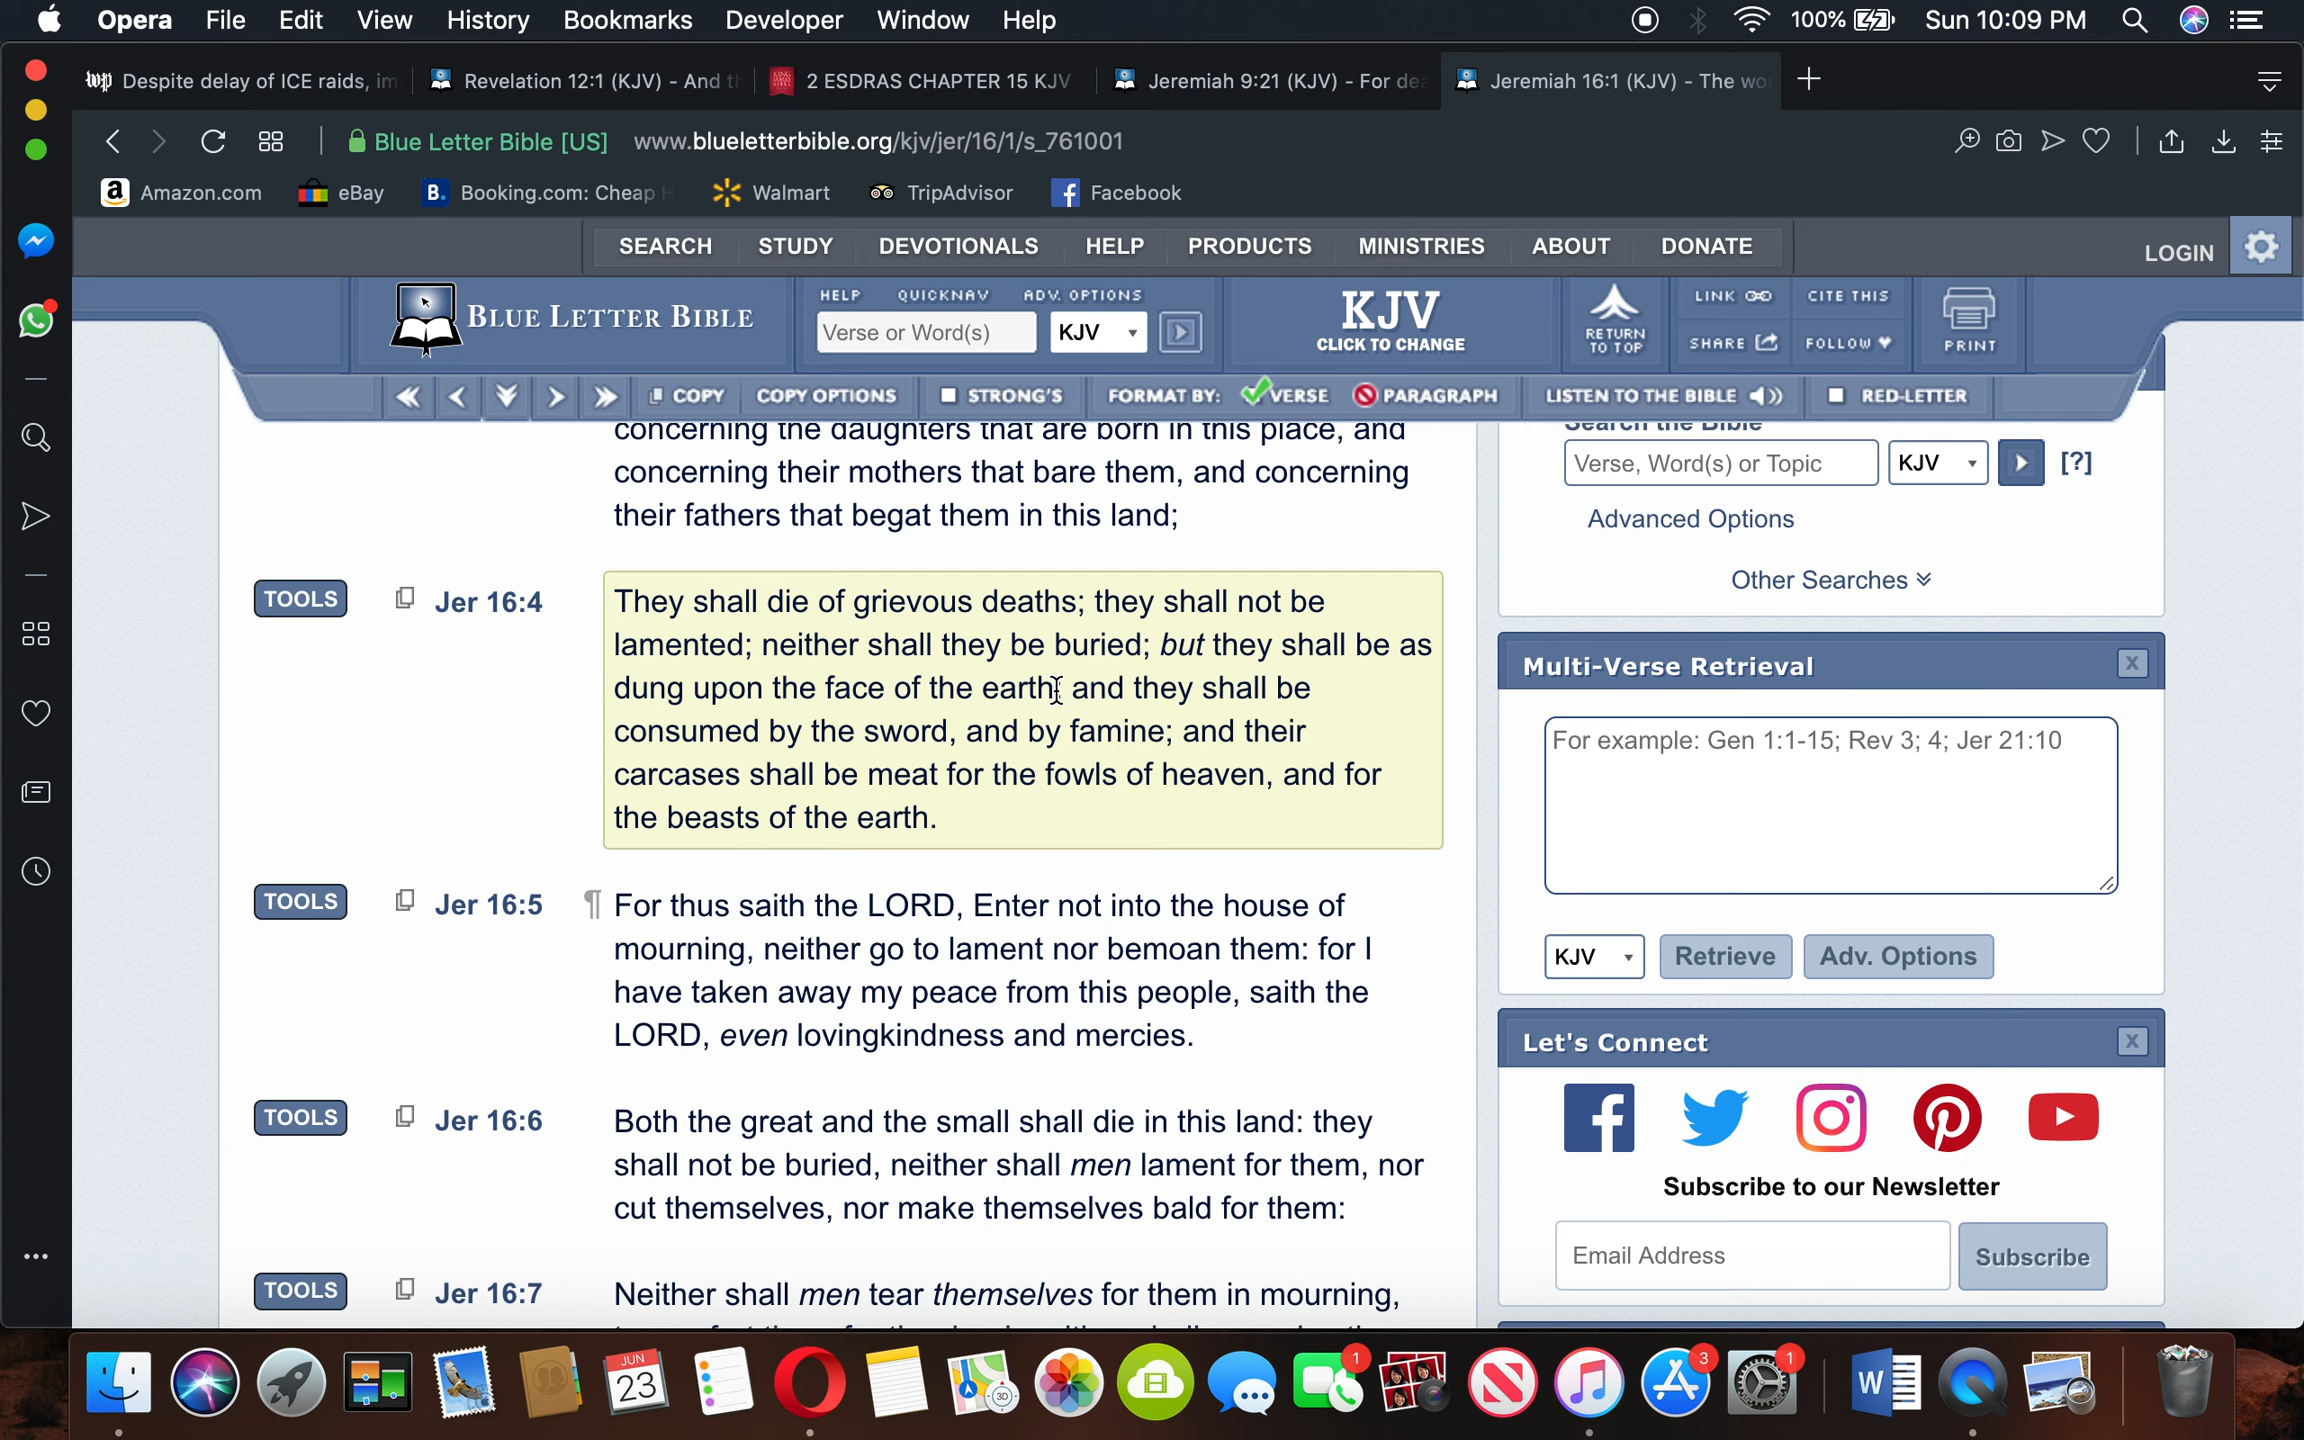 Opera File Edit View History Bookmarks Developer Window Help 100% Sun 10:09 PM
wp Despite delay of ICE raids, im Revelation 12:1 (KJV) - And th 2 ESDRAS CHAPTER 15 KJV Jeremiah 9:21 (KJV) - For dea Jeremiah 16:1 (KJV) - The wo
Blue Letter Bible [US] www.blueletterbible.org/kjv/jer/16/1/s_761001
a Amazon.com eBay B. Booking.com: Cheap H Walmart TripAdvisor f Facebook
SEARCH STUDY DEVOTIONALS HELP PRODUCTS MINISTRIES ABOUT DONATE LOGIN
HELP QUICKNAV ADV. OPTIONS LINK CITE THIS
BLUE LETTER BIBLE Verse or Word(s) KJV KJV
CLICK TO CHANGE RETURN TO TOP SHARE FOLLOW PRINT
COPY COPY OPTIONS STRONG'S FORMAT BY: VERSE PARAGRAPH LISTEN TO THE BIBLE RED-LETTER
concerning the daughters that are born in this place, and
concerning their mothers that bare them, and concerning
their fathers that begat them in this land;
TOOLS Jer 16:4 They shall die of grievous deaths; they shall not be
lamented; neither shall they be buried; but they shall be as
dung upon the face of the earth: and they shall be
consumed by the sword, and by famine; and their
carcases shall be meat for the fowls of heaven, and for
the beasts of the earth.
TOOLS Jer 16:5 ¶ For thus saith the LORD, Enter not into the house of
mourning, neither go to lament nor bemoan them: for I
have taken away my peace from this people, saith the
LORD, even lovingkindness and mercies.
TOOLS Jer 16:6 Both the great and the small shall die in this land: they
shall not be buried, neither shall men lament for them, nor
cut themselves, nor make themselves bald for them:
TOOLS Jer 16:7 Neither shall men tear themselves for them in mourning,
Search the Bible
Verse, Word(s) or Topic KJV [?]
Advanced Options
Other Searches
Multi-Verse Retrieval X
For example: Gen 1:1-15; Rev 3; 4; Jer 21:10
KJV Retrieve Adv. Options
Let's Connect X
Subscribe to our Newsletter
Email Address Subscribe
JUN
23
3D
1
3
1
W